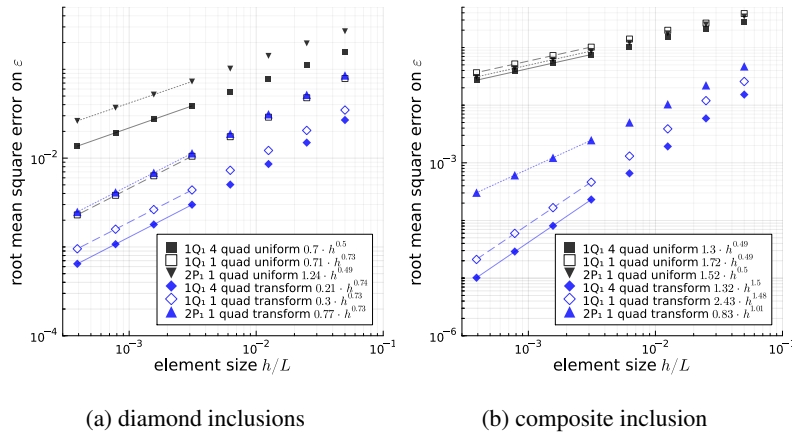 (a)
(b)
root mean square error on ε
10⁻²
10⁻⁴
10⁻³
10⁻²
10⁻¹
element size h/L
1Q₁ 4 quad uniform 0.7 · h^0.5
1Q₁ 1 quad uniform 0.71 · h^0.73
2P₁ 1 quad uniform 1.24 · h^0.49
1Q₁ 4 quad transform 0.21 · h^0.74
1Q₁ 1 quad transform 0.3 · h^0.73
2P₁ 1 quad transform 0.77 · h^0.73
root mean square error on ε
10⁻³
10⁻⁶
10⁻³
10⁻²
10⁻¹
element size h/L
1Q₁ 4 quad uniform 1.3 · h^0.49
1Q₁ 1 quad uniform 1.72 · h^0.49
2P₁ 1 quad uniform 1.52 · h^0.5
1Q₁ 4 quad transform 1.32 · h^1.5
1Q₁ 1 quad transform 2.43 · h^1.48
2P₁ 1 quad transform 0.83 · h^1.01
(a) diamond inclusions
(b) composite inclusion